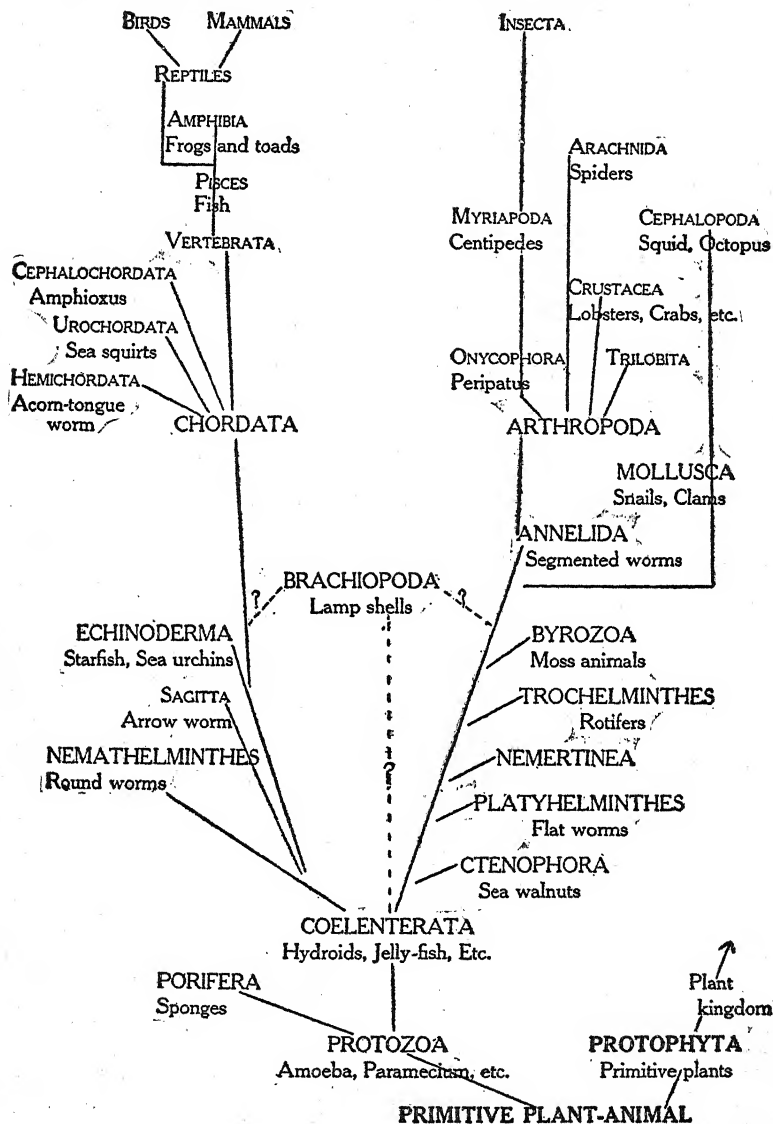 BIRDS
MAMMALS
REPTILES
AMPHIBIA
Frogs and toads
PISCES
Fish
VERTEBRATA
CEPHALOCHORDATA
Amphioxus
UROCHORDATA
Sea squirts
HEMICHORDATA
Acorn-tongue
worm
CHORDATA
INSECTA
ARACHNIDA
Spiders
MYRIAPODA
Centipedes
CEPHALOPODA
Squid, Octopus
CRUSTACEA
Lobsters, Crabs, etc.
ONYCOPHORA
Peripatus
TRILOBITA
ARTHROPODA
MOLLUSCA
Snails, Clams
ANNELIDA
Segmented worms
BRACHIOPODA
Lamp shells
?
?
?
ECHINODERMA
Starfish, Sea urchins
SAGITTA
Arrow worm
NEMATHELMINTHES
Round worms
BYROZOA
Moss animals
TROCHELMINTHES
Rotifers
NEMERTINEA
PLATYHELMINTHES
Flat worms
CTENOPHORA
Sea walnuts
COELENTERATA
Hydroids, Jelly-fish, Etc.
PORIFERA
Sponges
PROTOZOA
Amoeba, Paramecium, etc.
Plant
kingdom
PROTOPHYTA
Primitive plants
PRIMITIVE PLANT-ANIMAL